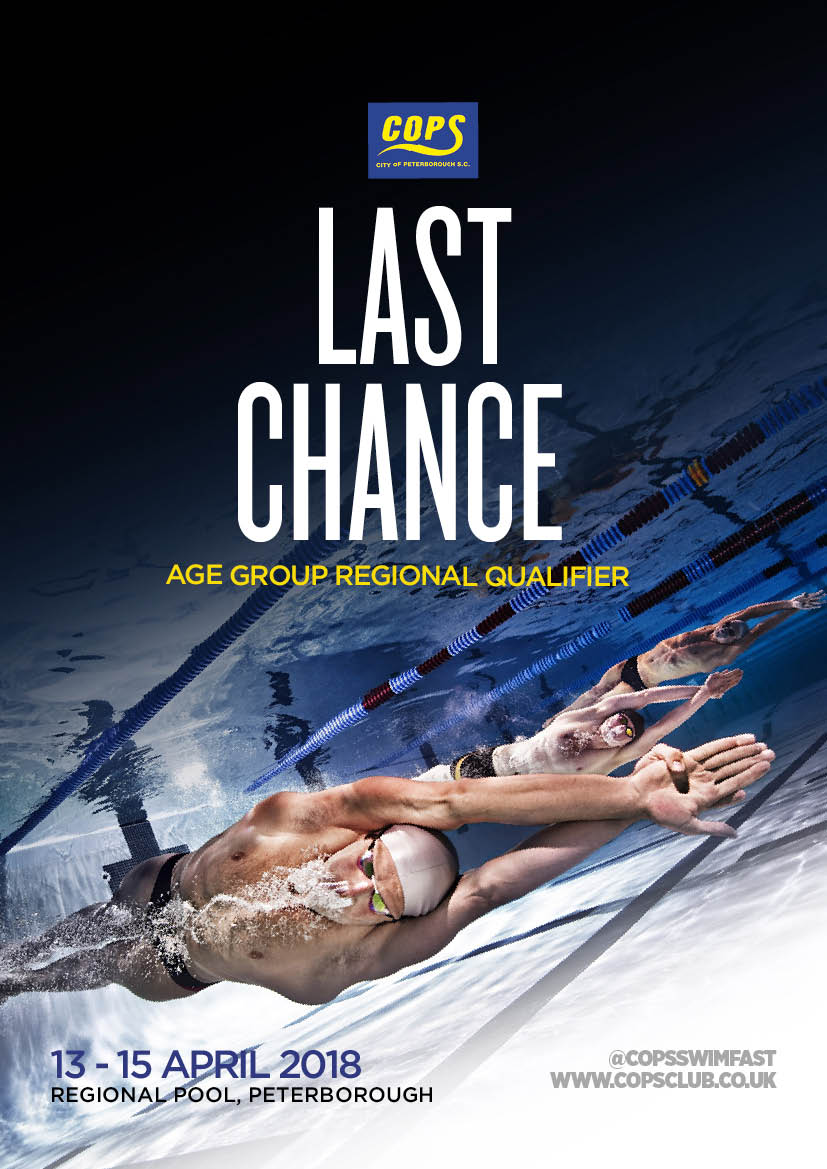 COPS
CITY OF PETERBOROUGH S.C.
LAST
CHANCE
AGE GROUP REGIONAL QUALIFIER
13 - 15 APRIL 2018
REGIONAL POOL, PETERBOROUGH
@COPSSWIMFAST
WWW.COPSCLUB.CO.UK